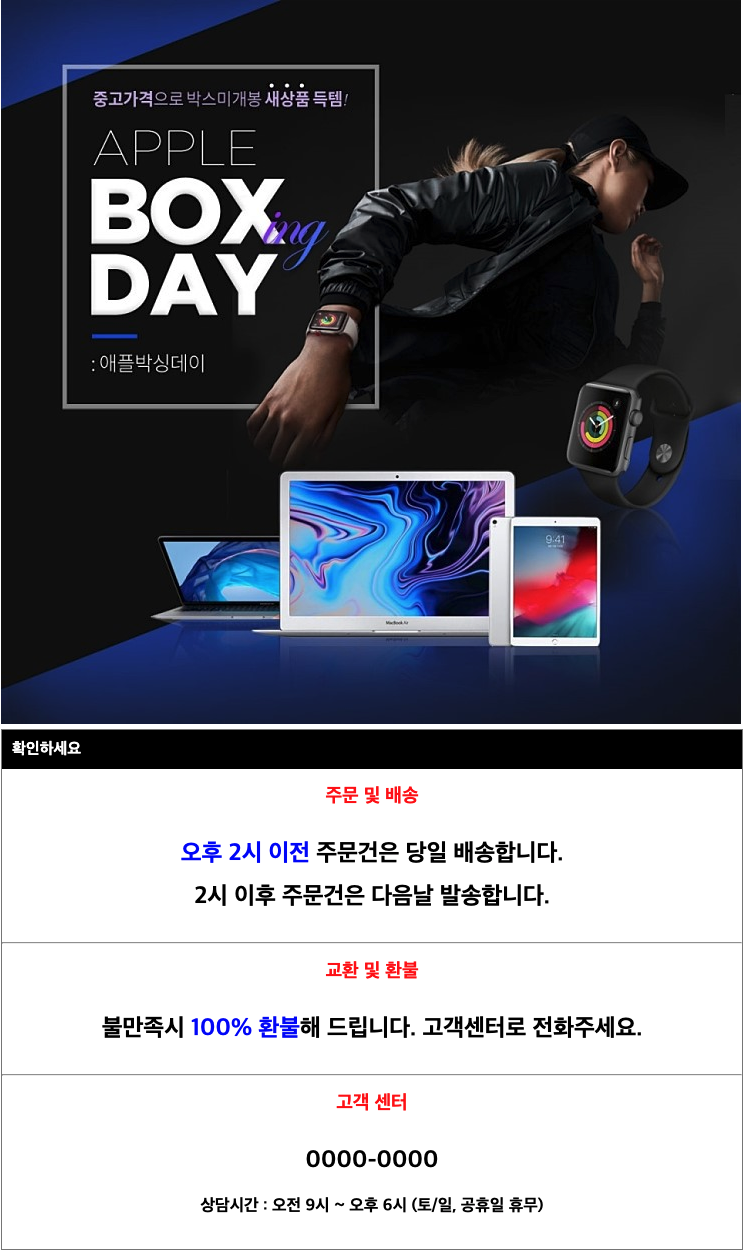 중고가격으로 박스미개봉 새상품 득템!
APPLE
BOXing
DAY
: 애플박싱데이
MacBook Air
9:41
확인하세요
주문 및 배송
오후 2시 이전 주문건은 당일 배송합니다.
2시 이후 주문건은 다음날 발송합니다.
교환 및 환불
불만족시 100% 환불해 드립니다. 고객센터로 전화주세요.
고객 센터
0000-0000
상담시간 : 오전 9시 ~ 오후 6시 (토/일, 공휴일 휴무)